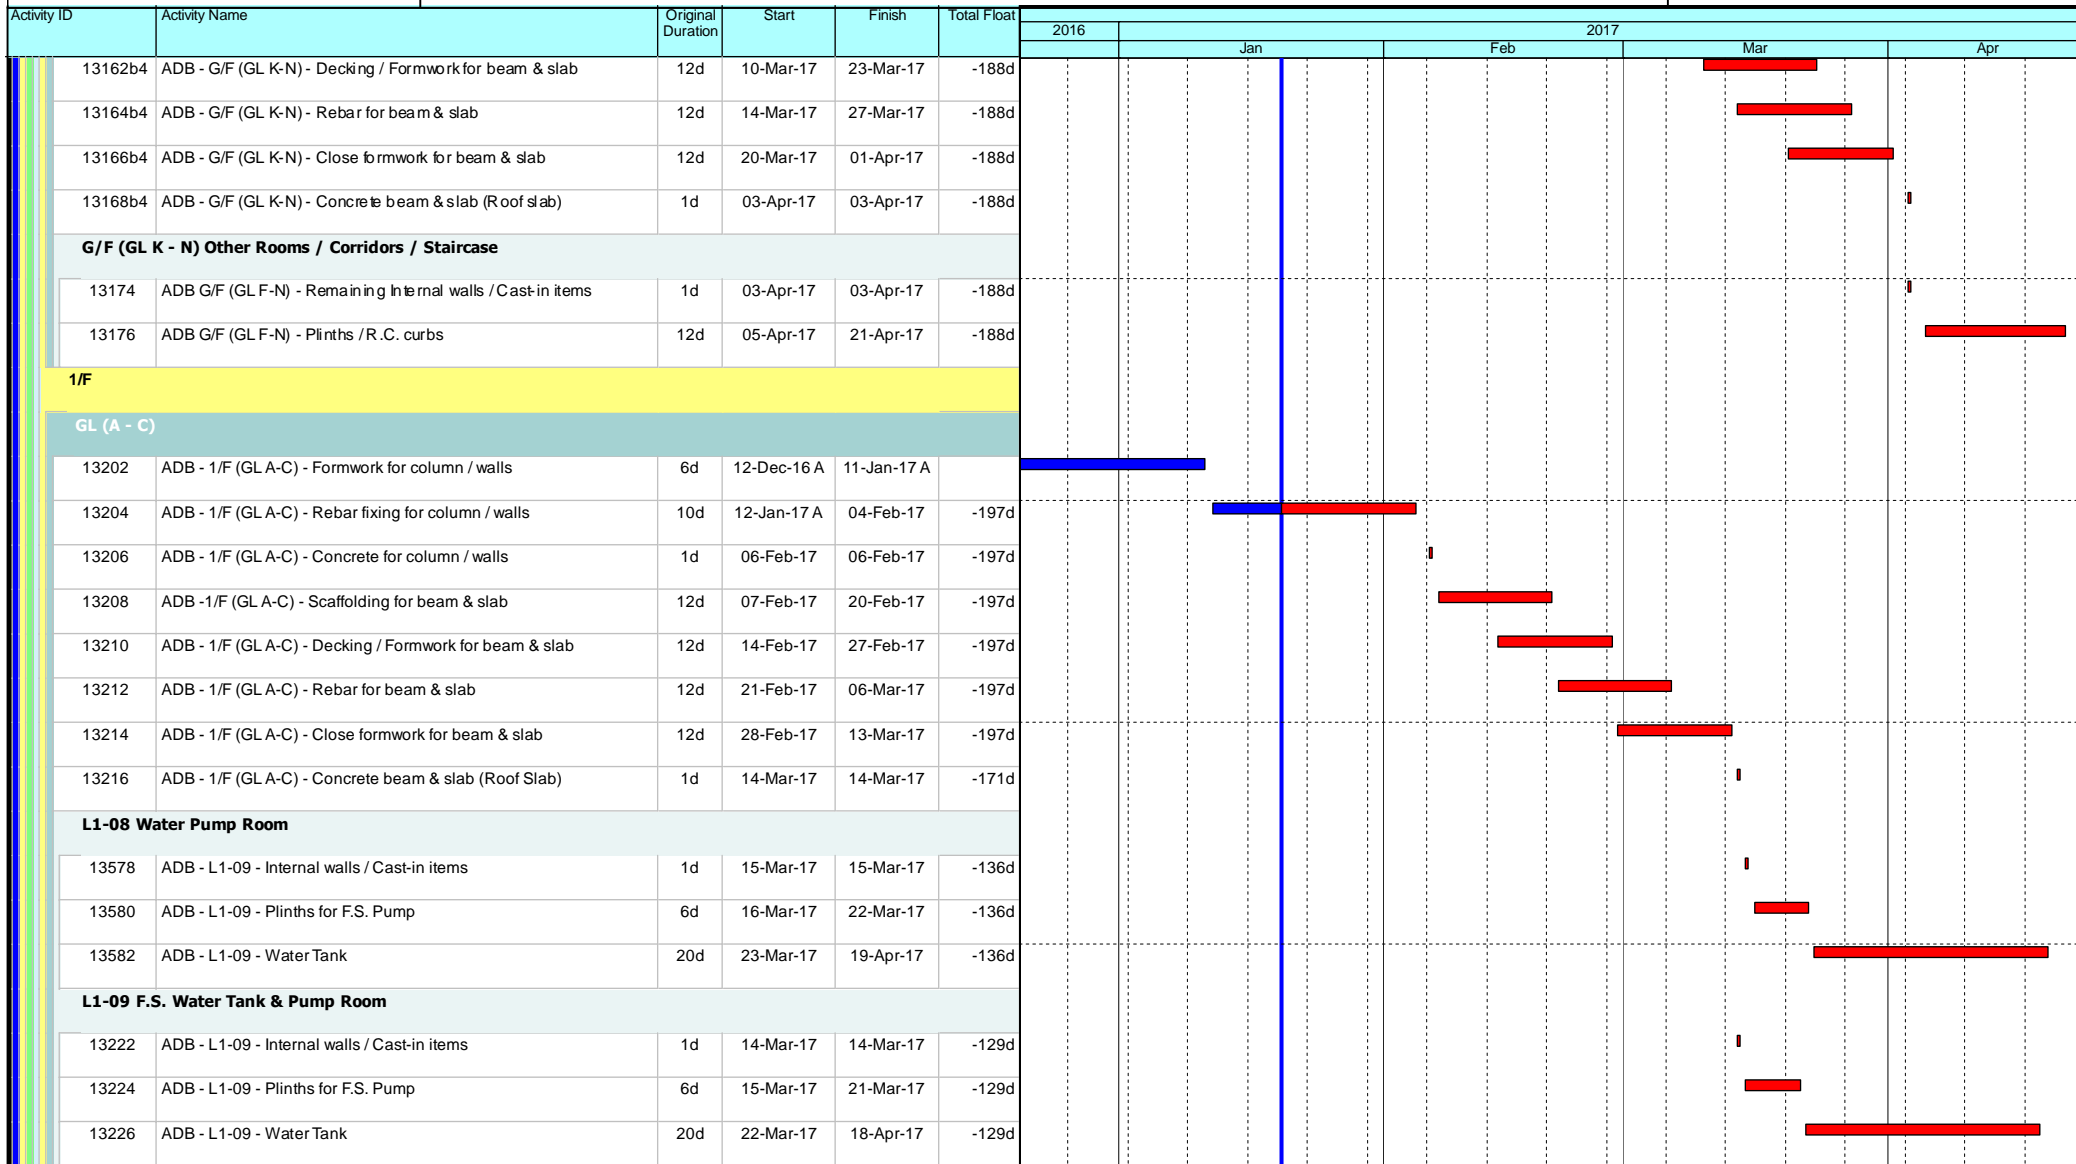 Activity ID Activity Name Original Duration Start Finish Total Float
2016 2017
Jan Feb Mar Apr
13162b4 ADB - G/F (GL K-N) - Decking / Formwork for beam & slab 12d 10-Mar-17 23-Mar-17 -188d
13164b4 ADB - G/F (GL K-N) - Rebar for beam & slab 12d 14-Mar-17 27-Mar-17 -188d
13166b4 ADB - G/F (GL K-N) - Close formwork for beam & slab 12d 20-Mar-17 01-Apr-17 -188d
13168b4 ADB - G/F (GL K-N) - Concrete beam & slab (Roof slab) 1d 03-Apr-17 03-Apr-17 -188d
G/F (GL K - N) Other Rooms / Corridors / Staircase
13174 ADB G/F (GL F-N) - Remaining Internal walls / Cast-in items 1d 03-Apr-17 03-Apr-17 -188d
13176 ADB G/F (GL F-N) - Plinths / R.C. curbs 12d 05-Apr-17 21-Apr-17 -188d
1/F
GL (A - C)
13202 ADB - 1/F (GL A-C) - Formwork for column / walls 6d 12-Dec-16 A 11-Jan-17 A
13204 ADB - 1/F (GL A-C) - Rebar fixing for column / walls 10d 12-Jan-17 A 04-Feb-17 -197d
13206 ADB - 1/F (GL A-C) - Concrete for column / walls 1d 06-Feb-17 06-Feb-17 -197d
13208 ADB -1/F (GL A-C) - Scaffolding for beam & slab 12d 07-Feb-17 20-Feb-17 -197d
13210 ADB - 1/F (GL A-C) - Decking / Formwork for beam & slab 12d 14-Feb-17 27-Feb-17 -197d
13212 ADB - 1/F (GL A-C) - Rebar for beam & slab 12d 21-Feb-17 06-Mar-17 -197d
13214 ADB - 1/F (GL A-C) - Close formwork for beam & slab 12d 28-Feb-17 13-Mar-17 -197d
13216 ADB - 1/F (GL A-C) - Concrete beam & slab (Roof Slab) 1d 14-Mar-17 14-Mar-17 -171d
L1-08 Water Pump Room
13578 ADB - L1-09 - Internal walls / Cast-in items 1d 15-Mar-17 15-Mar-17 -136d
13580 ADB - L1-09 - Plinths for F.S. Pump 6d 16-Mar-17 22-Mar-17 -136d
13582 ADB - L1-09 - Water Tank 20d 23-Mar-17 19-Apr-17 -136d
L1-09 F.S. Water Tank & Pump Room
13222 ADB - L1-09 - Internal walls / Cast-in items 1d 14-Mar-17 14-Mar-17 -129d
13224 ADB - L1-09 - Plinths for F.S. Pump 6d 15-Mar-17 21-Mar-17 -129d
13226 ADB - L1-09 - Water Tank 20d 22-Mar-17 18-Apr-17 -129d